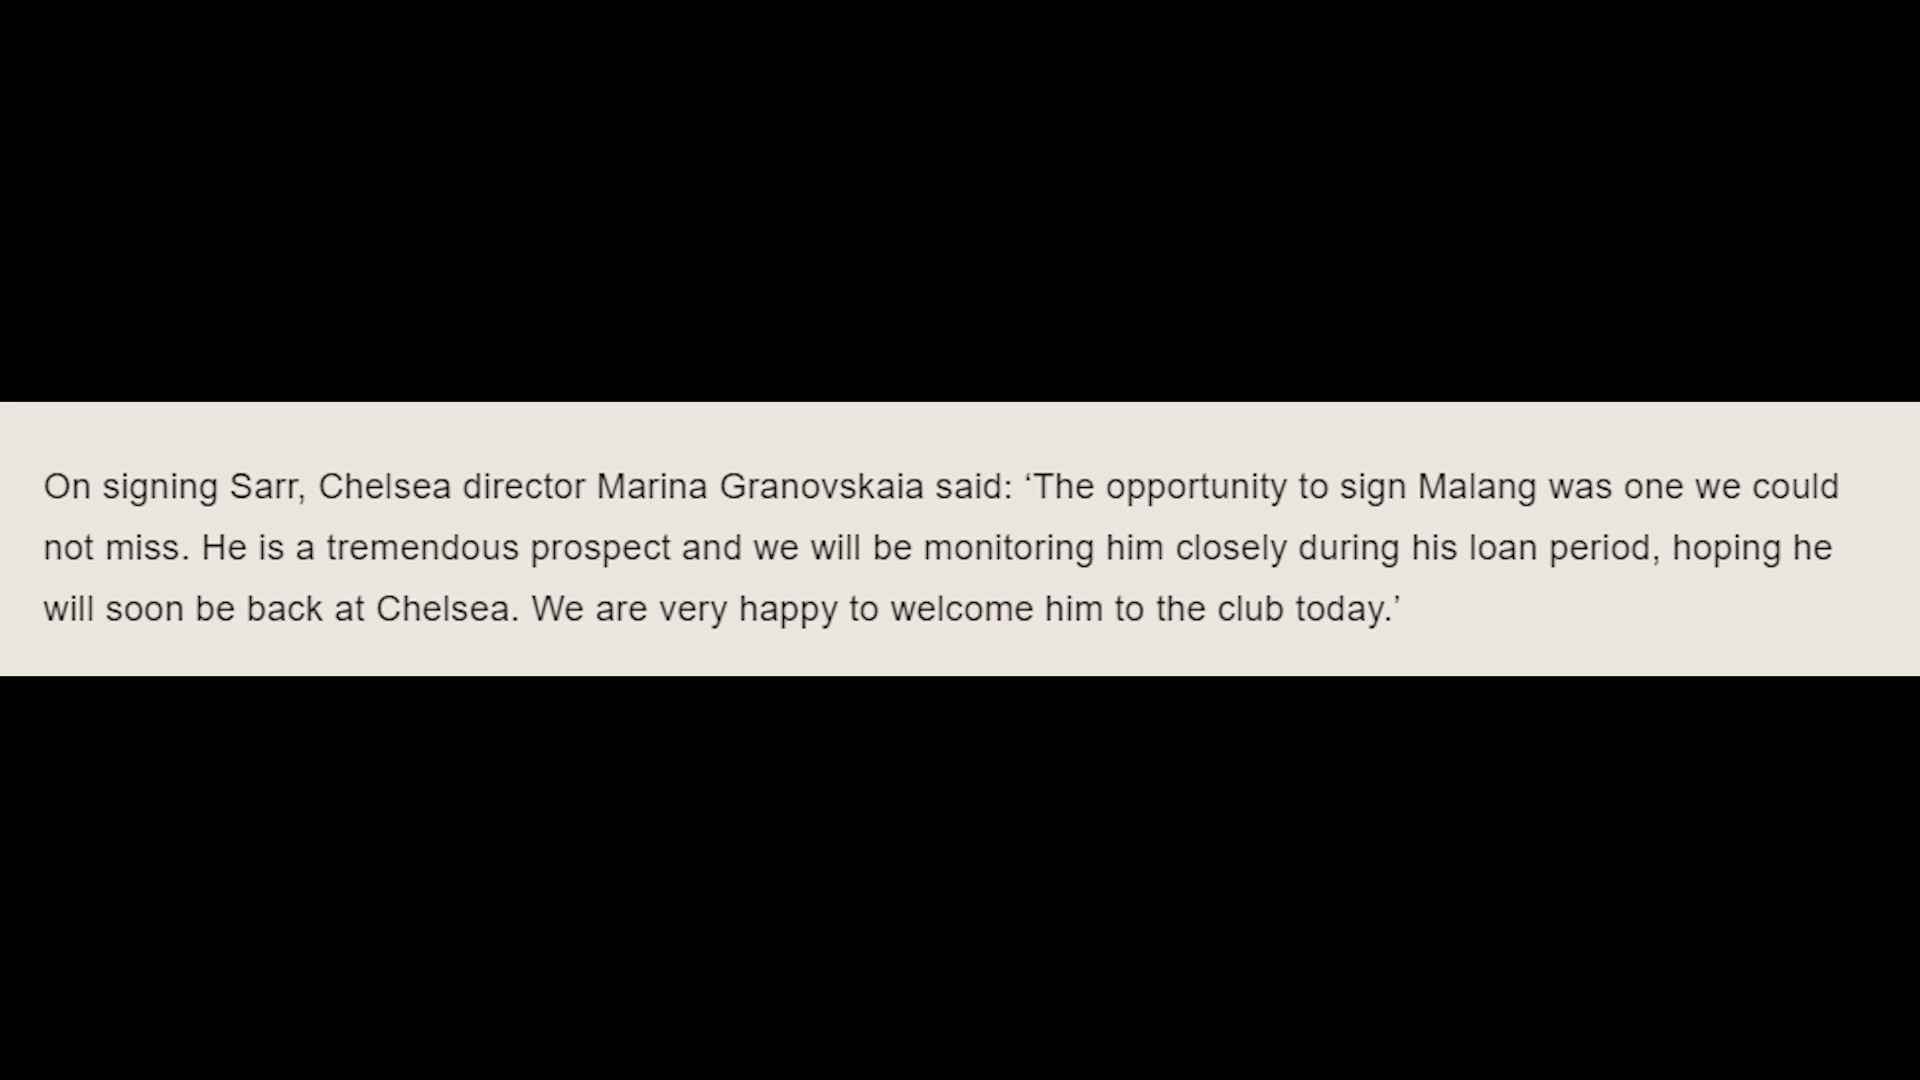 On signing Sarr, Chelsea director Marina Granovskaia said: ‘The opportunity to sign Malang was one we could
not miss. He is a tremendous prospect and we will be monitoring him closely during his loan period, hoping he
will soon be back at Chelsea. We are very happy to welcome him to the club today.’